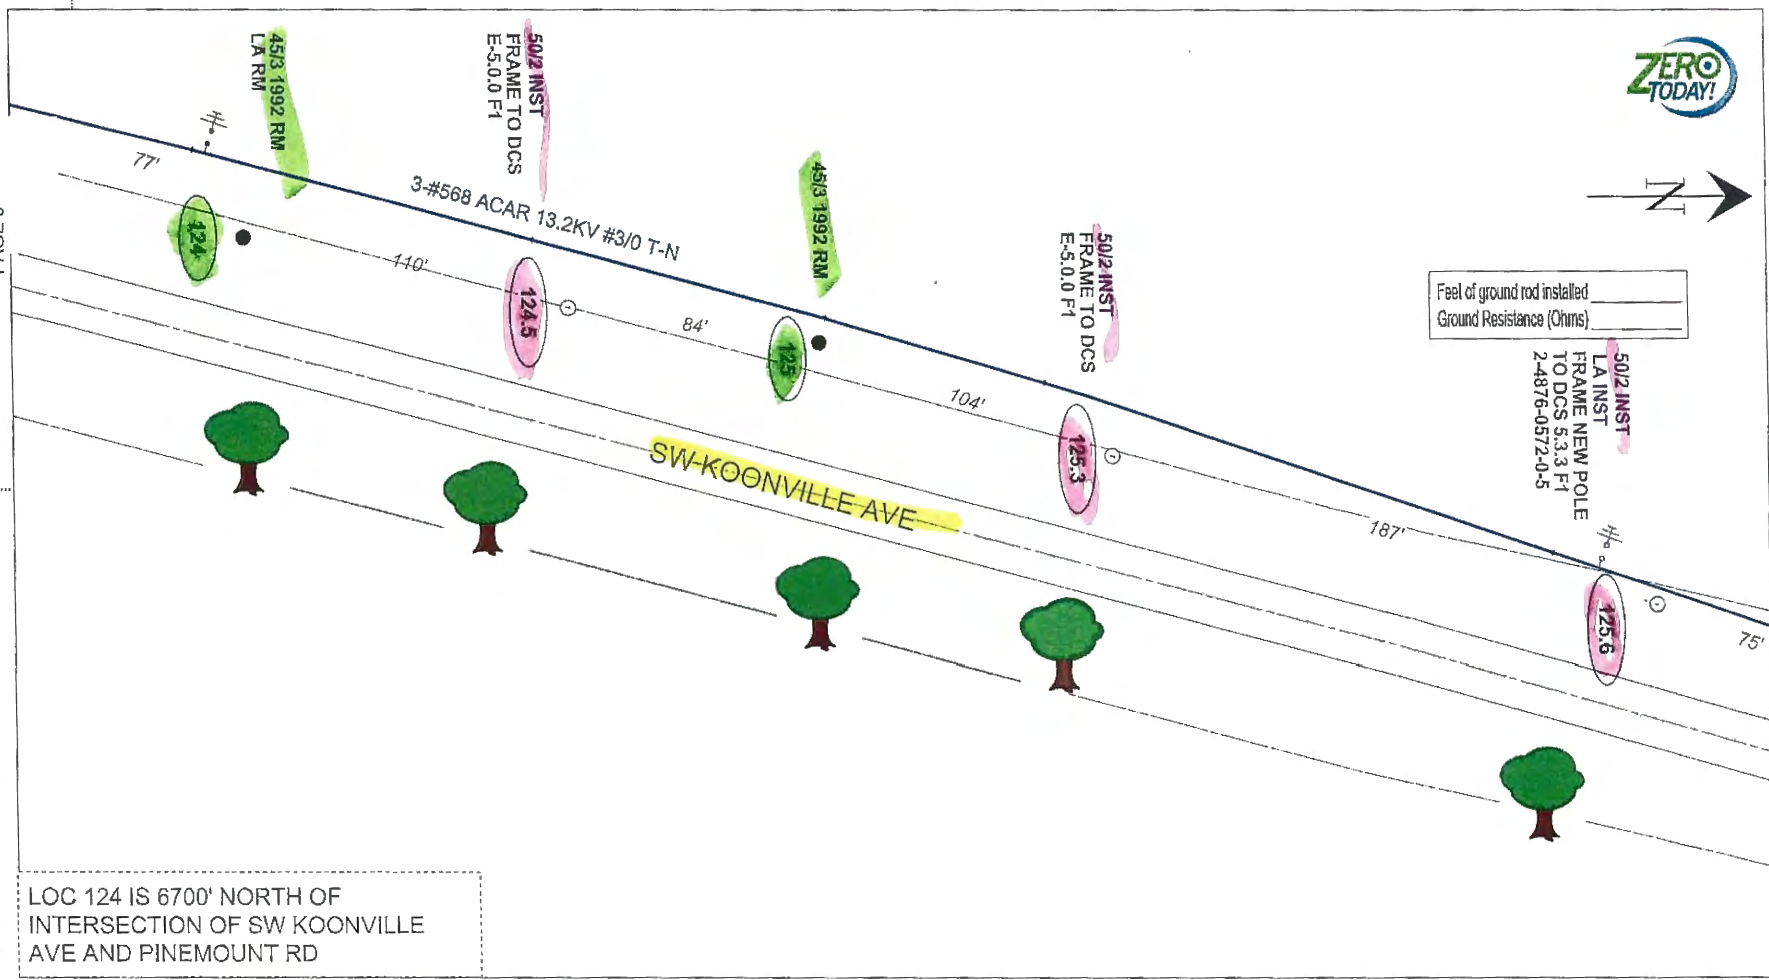 ZERO
TODAY!
N
45/3 1992 RM
LA RM
50/2 INST
FRAME TO DCS
E-5.0.0 F1
45/3 1992 RM
50/2 INST
FRAME TO DCS
E-5.0.0 F1
Feet of ground rod installed
Ground Resistance (Ohms)
50/2 INST
LA INST
FRAME NEW POLE
TO DCS 5.3.3 F1
2-4876-0572-0-5
77'
3-#568 ACAR 13.2KV #3/0 T-N
124
110'
124.5
84'
125
104'
125.3
187'
125.6
75'
SW KOONVILLE AVE
LOC 124 IS 6700' NORTH OF
INTERSECTION OF SW KOONVILLE
AVE AND PINEMOUNT RD